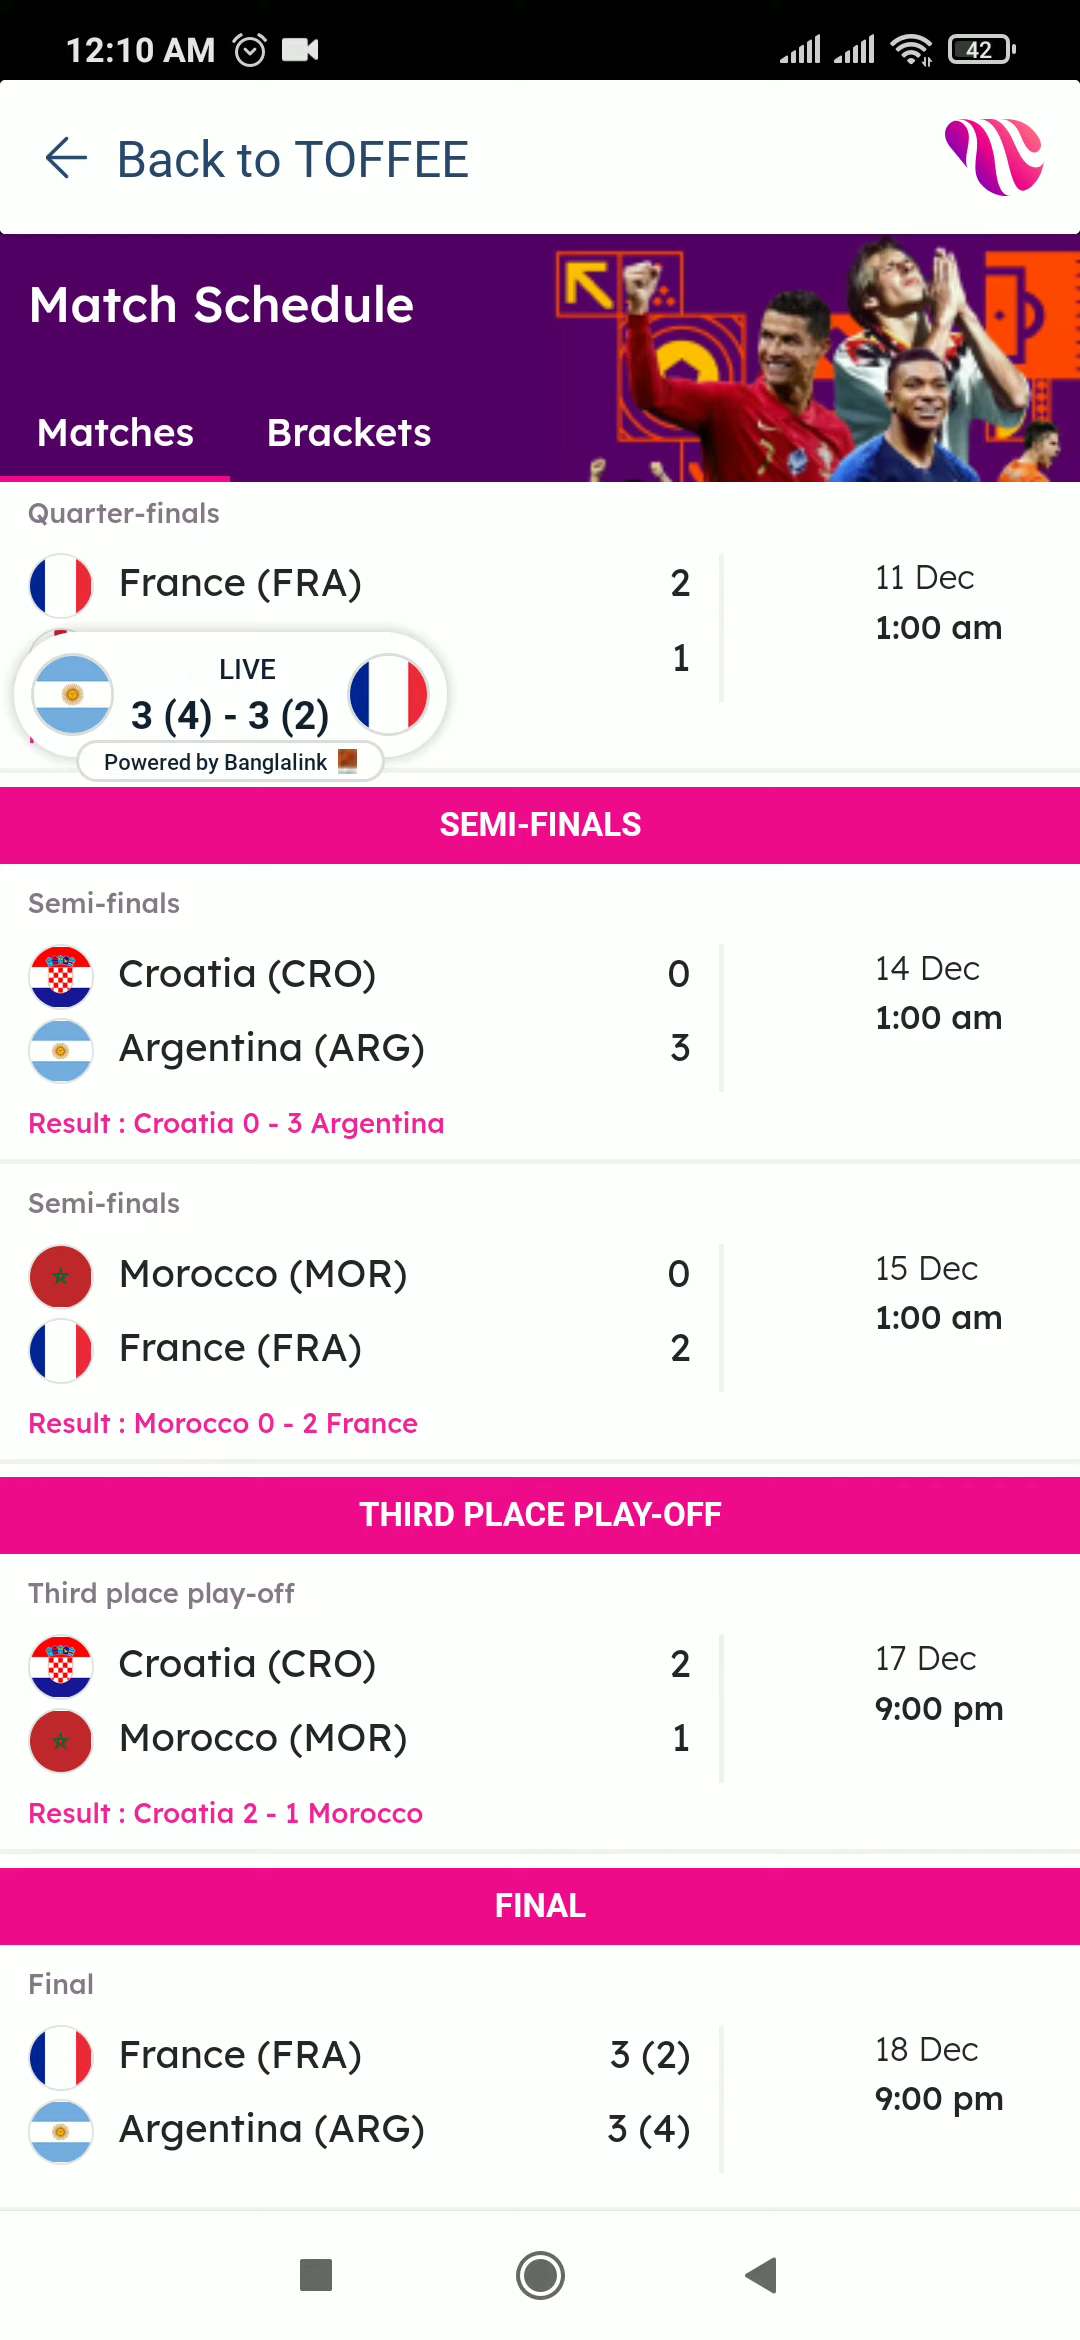 12:10 AM
42
Back to TOFFEE
Match Schedule
Matches Brackets
Quarter-finals
France (FRA) 2 11 Dec
1:00 am
1
LIVE
3 (4) - 3 (2)
Powered by Banglalink
SEMI-FINALS
Semi-finals
Croatia (CRO) 0 14 Dec
1:00 am
Argentina (ARG) 3
Result : Croatia 0 - 3 Argentina
Semi-finals
Morocco (MOR) 0 15 Dec
1:00 am
France (FRA) 2
Result : Morocco 0 - 2 France
THIRD PLACE PLAY-OFF
Third place play-off
Croatia (CRO) 2 17 Dec
9:00 pm
Morocco (MOR) 1
Result : Croatia 2 - 1 Morocco
FINAL
Final
France (FRA) 3 (2) 18 Dec
9:00 pm
Argentina (ARG) 3 (4)